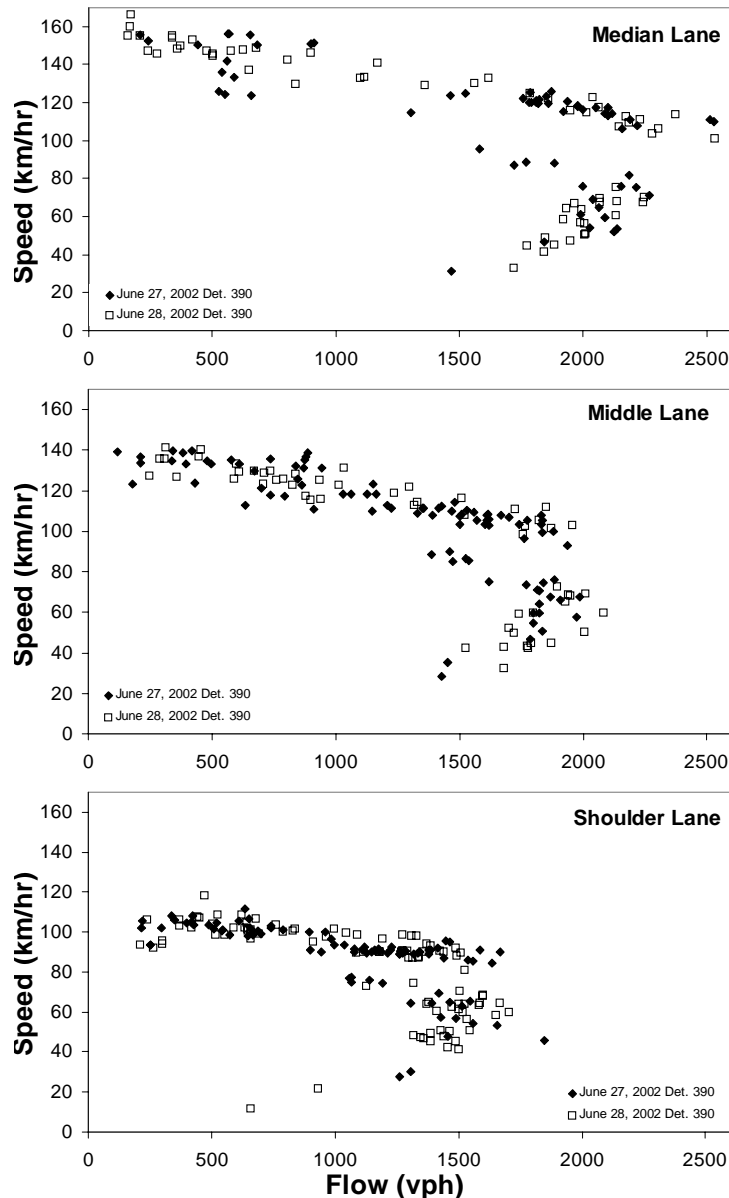 Median Lane
Speed (km/hr)
160
140
120
100
80
60
40
20
0
June 27, 2002 Det. 390
June 28, 2002 Det. 390
0 500 1000 1500 2000 2500
Middle Lane
Speed (km/hr)
160
140
120
100
80
60
40
20
0
June 27, 2002 Det. 390
June 28, 2002 Det. 390
0 500 1000 1500 2000 2500
Shoulder Lane
Speed (km/hr)
160
140
120
100
80
60
40
20
0
June 27, 2002 Det. 390
June 28, 2002 Det. 390
0 500 1000 1500 2000 2500
Flow (vph)